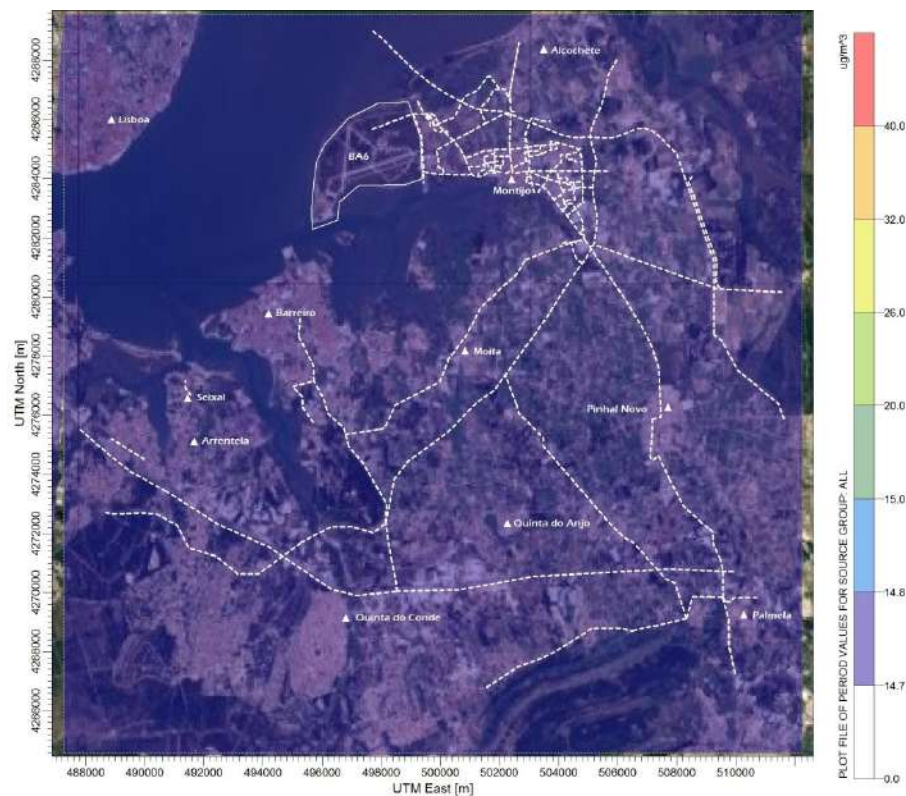 Alcochete
Lisboa
BA6
Montijo
Barreiro
Moita
Seixal
Pinhal Novo
Arrentela
Quinta do Anjo
Quinta do Conde
Palmela
UTM North [m]
4288000
4286000
4284000
4282000
4280000
4278000
4276000
4274000
4272000
4270000
4268000
4266000
488000 490000 492000 494000 496000 498000 500000 502000 504000 506000 508000 510000
UTM East [m]
ug/m^3
40.0
32.0
26.0
20.0
15.0
14.8
14.7
0.0
PLOT FILE OF PERIOD VALUES FOR SOURCE GROUP: ALL